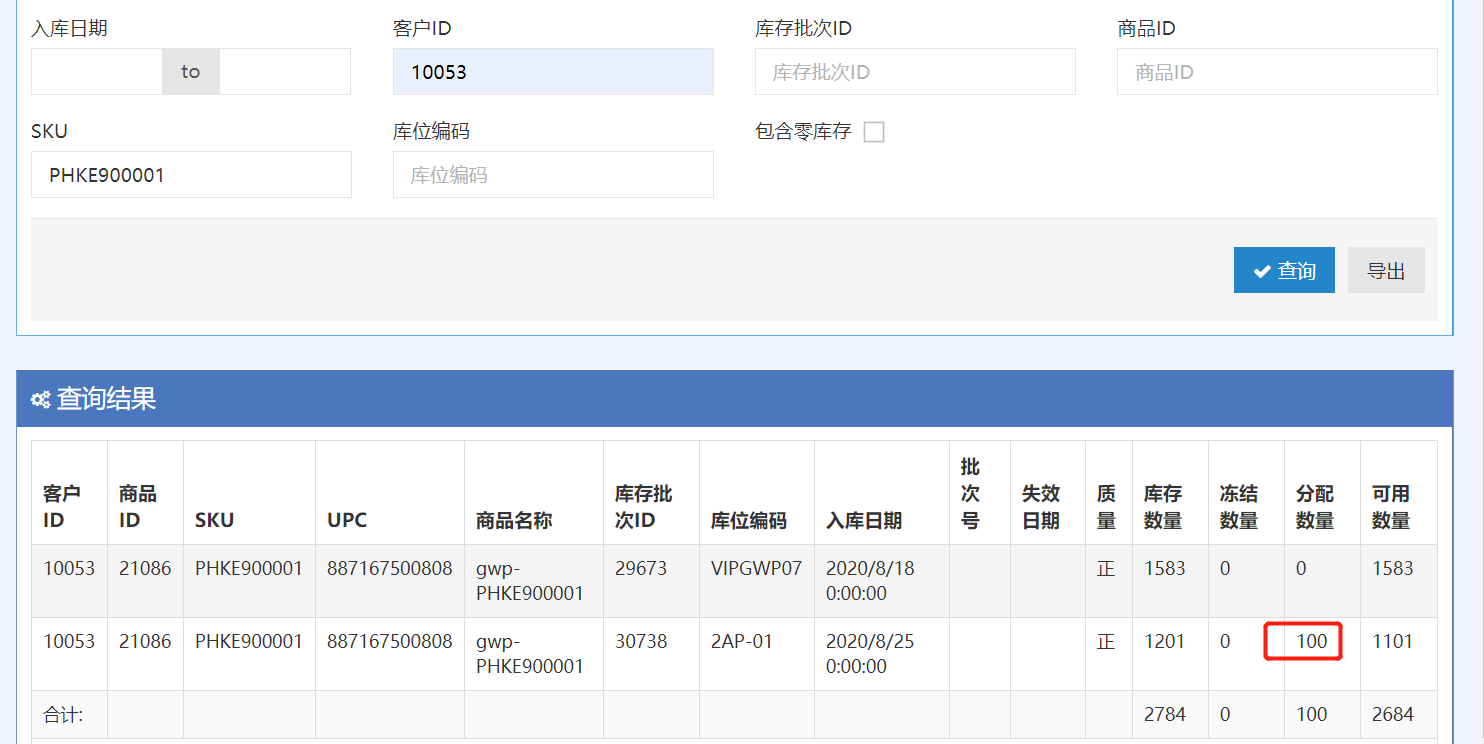 入库日期 客户ID 库存批次ID 商品ID
to 10053 库存批次ID 商品ID
SKU 库位编码 包含零库存
PHKE900001 库位编码
查询 导出
查询结果
客户ID 商品ID SKU UPC 商品名称 库存批次ID 库位编码 入库日期 批次号 失效日期 质量 库存数量 冻结数量 分配数量 可用数量
10053 21086 PHKE900001 887167500808 gwp-PHKE900001 29673 VIPGWP07 2020/8/18 0:00:00 正 1583 0 0 1583
10053 21086 PHKE900001 887167500808 gwp-PHKE900001 30738 2AP-01 2020/8/25 0:00:00 正 1201 0 100 1101
合计: 2784 0 100 2684